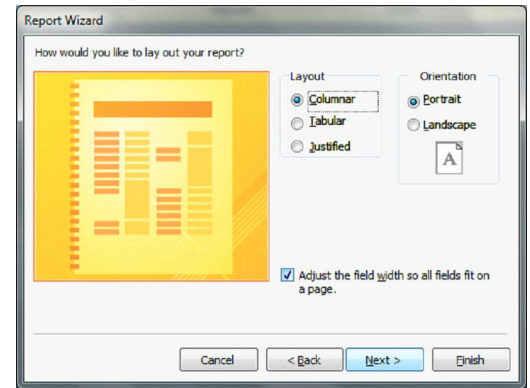 Report Wizard
How would you like to lay out your report?
Layout
Columnar
Tabular
Justified
Orientation
Portrait
Landscape
A
Adjust the field width so all fields fit on
a page.
Cancel
< Back
Next >
Finish